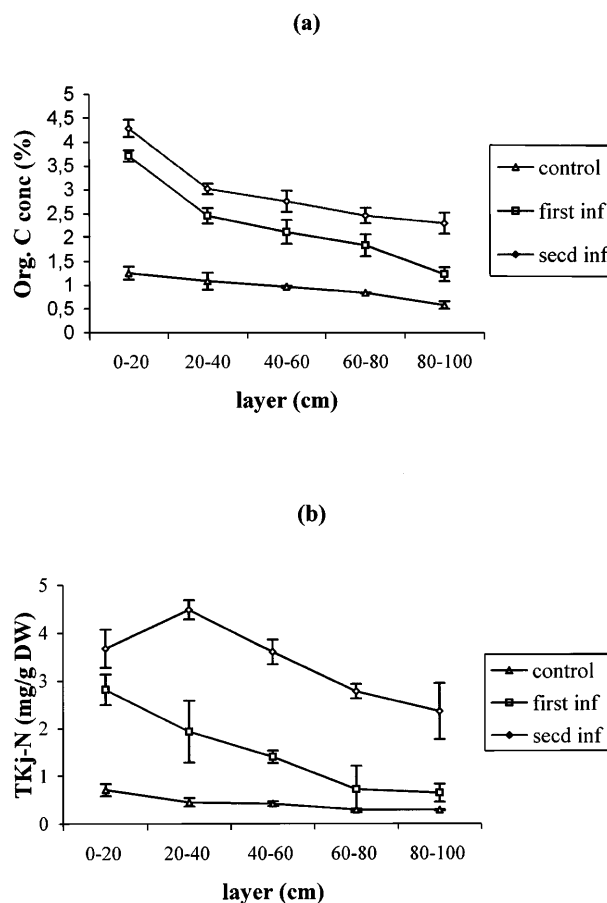 (a)
Org. C conc (%)
5
4,5
4
3,5
3
2,5
2
1,5
1
0,5
0
0-20 20-40 40-60 60-80 80-100
layer (cm)
control
first inf
secd inf
(b)
TKj-N (mg/g DW)
5
4
3
2
1
0
0-20 20-40 40-60 60-80 80-100
layer (cm)
control
first inf
secd inf